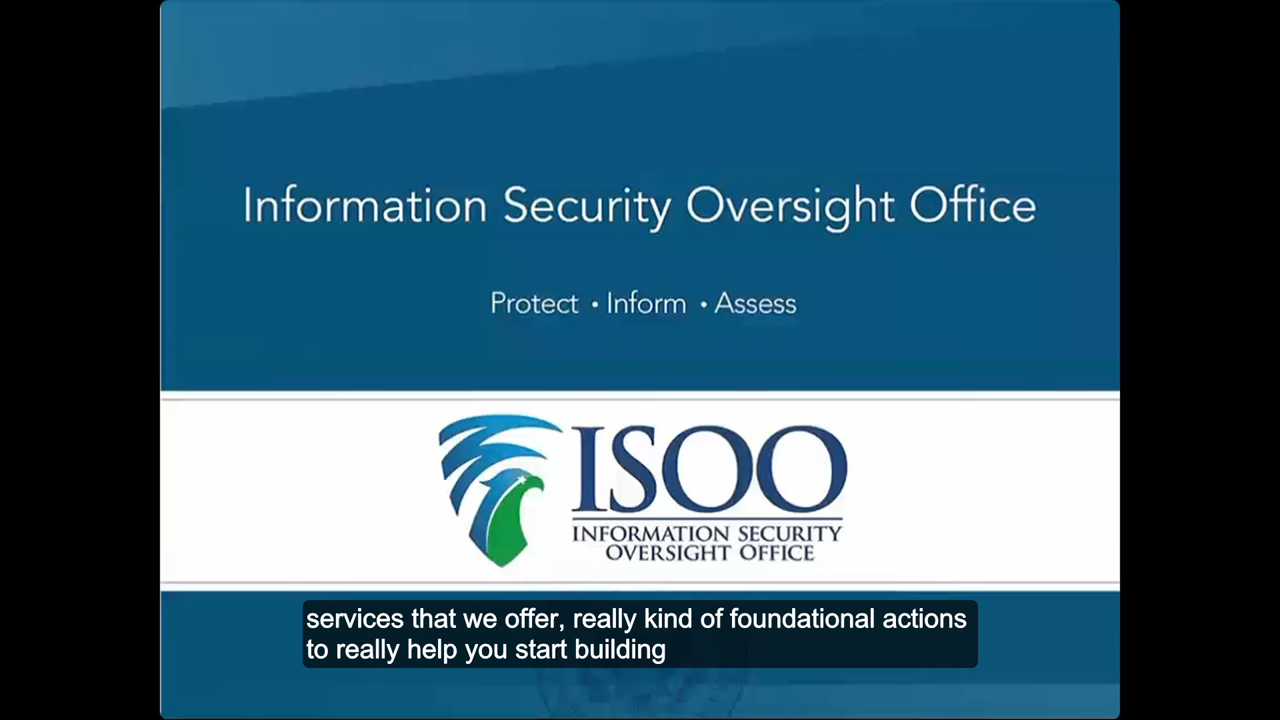 Information Security Oversight Office
Protect • Inform • Assess
ISOO
INFORMATION SECURITY
OVERSIGHT OFFICE
services that we offer, really kind of foundational actions
to really help you start building